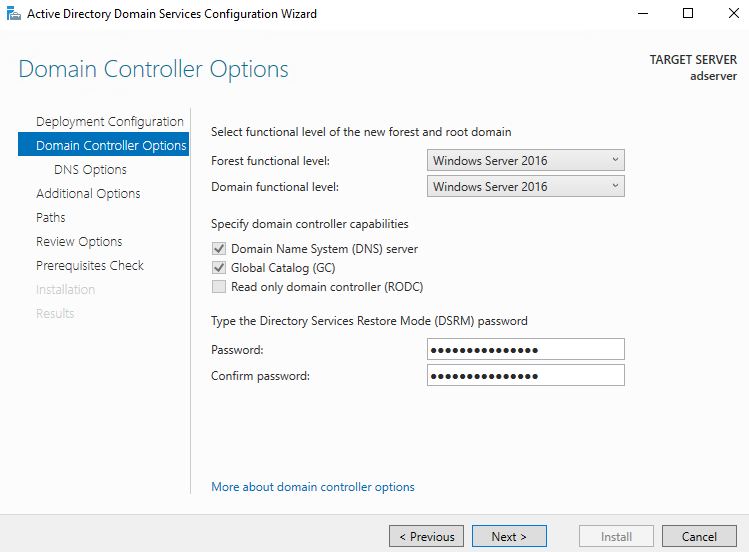 Active Directory Domain Services Configuration Wizard
Domain Controller Options
TARGET SERVER
adserver
Deployment Configuration
Domain Controller Options
DNS Options
Additional Options
Paths
Review Options
Prerequisites Check
Installation
Results
Select functional level of the new forest and root domain
Forest functional level: Windows Server 2016
Domain functional level: Windows Server 2016
Specify domain controller capabilities
Domain Name System (DNS) server
Global Catalog (GC)
Read only domain controller (RODC)
Type the Directory Services Restore Mode (DSRM) password
Password: ●●●●●●●●●●●●●●●
Confirm password: ●●●●●●●●●●●●●●●
More about domain controller options
< Previous Next > Install Cancel